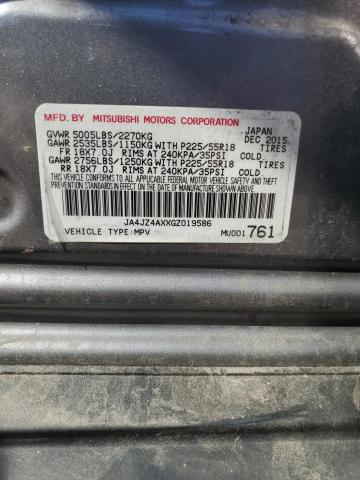 MFD. BY MITSUBISHI MOTORS CORPORATION
GVWR 5005LBS/2270KG JAPAN DEC 2015
GAWR 2535LBS/1150KG WITH P225/55R18 TIRES
FR 18X7.0J RIMS AT 240KPA/35PSI COLD
GAWR 2756LBS/1250KG WITH P225/55R18 TIRES
RR 18X7.0J RIMS AT 240KPA/35PSI COLD
THIS VEHICLE CONFORMS TO ALL APPLICABLE FEDERAL MOTOR VEHICLE SAFETY, BUMPER, AND THEFT PREVENTION STANDARDS IN EFFECT ON THE DATE OF MANUFACTURE SHOWN ABOVE.
JA4JZ4AXXGZ019586
VEHICLE TYPE:MPV MU001761